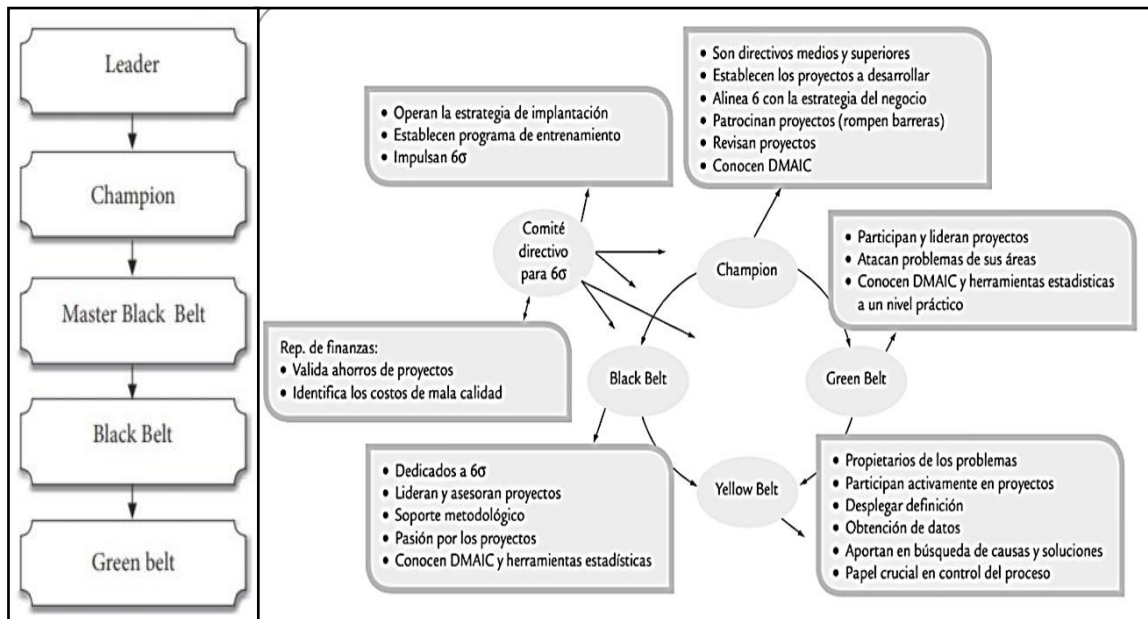 Leader
Champion
Master Black Belt
Black Belt
Green belt
• Operan la estrategia de implantación
• Establecen programa de entrenamiento
• Impulsan 6σ
• Son directivos medios y superiores
• Establecen los proyectos a desarrollar
• Alinea 6 con la estrategia del negocio
• Patrocinan proyectos (rompen barreras)
• Revisan proyectos
• Conocen DMAIC
Comité
directivo
para 6σ
Champion
• Participan y lideran proyectos
• Atacan problemas de sus áreas
• Conocen DMAIC y herramientas estadisticas
a un nivel práctico
Rep. de finanzas:
• Valida ahorros de proyectos
• Identifica los costos de mala calidad
Black Belt
Green Belt
• Dedicados a 6σ
• Lideran y asesoran proyectos
• Soporte metodológico
• Pasión por los proyectos
• Conocen DMAIC y herramientas estadísticas
Yellow Belt
• Propietarios de los problemas
• Participan activamente en proyectos
• Desplegar definición
• Obtención de datos
• Aportan en búsqueda de causas y soluciones
• Papel crucial en control del proceso